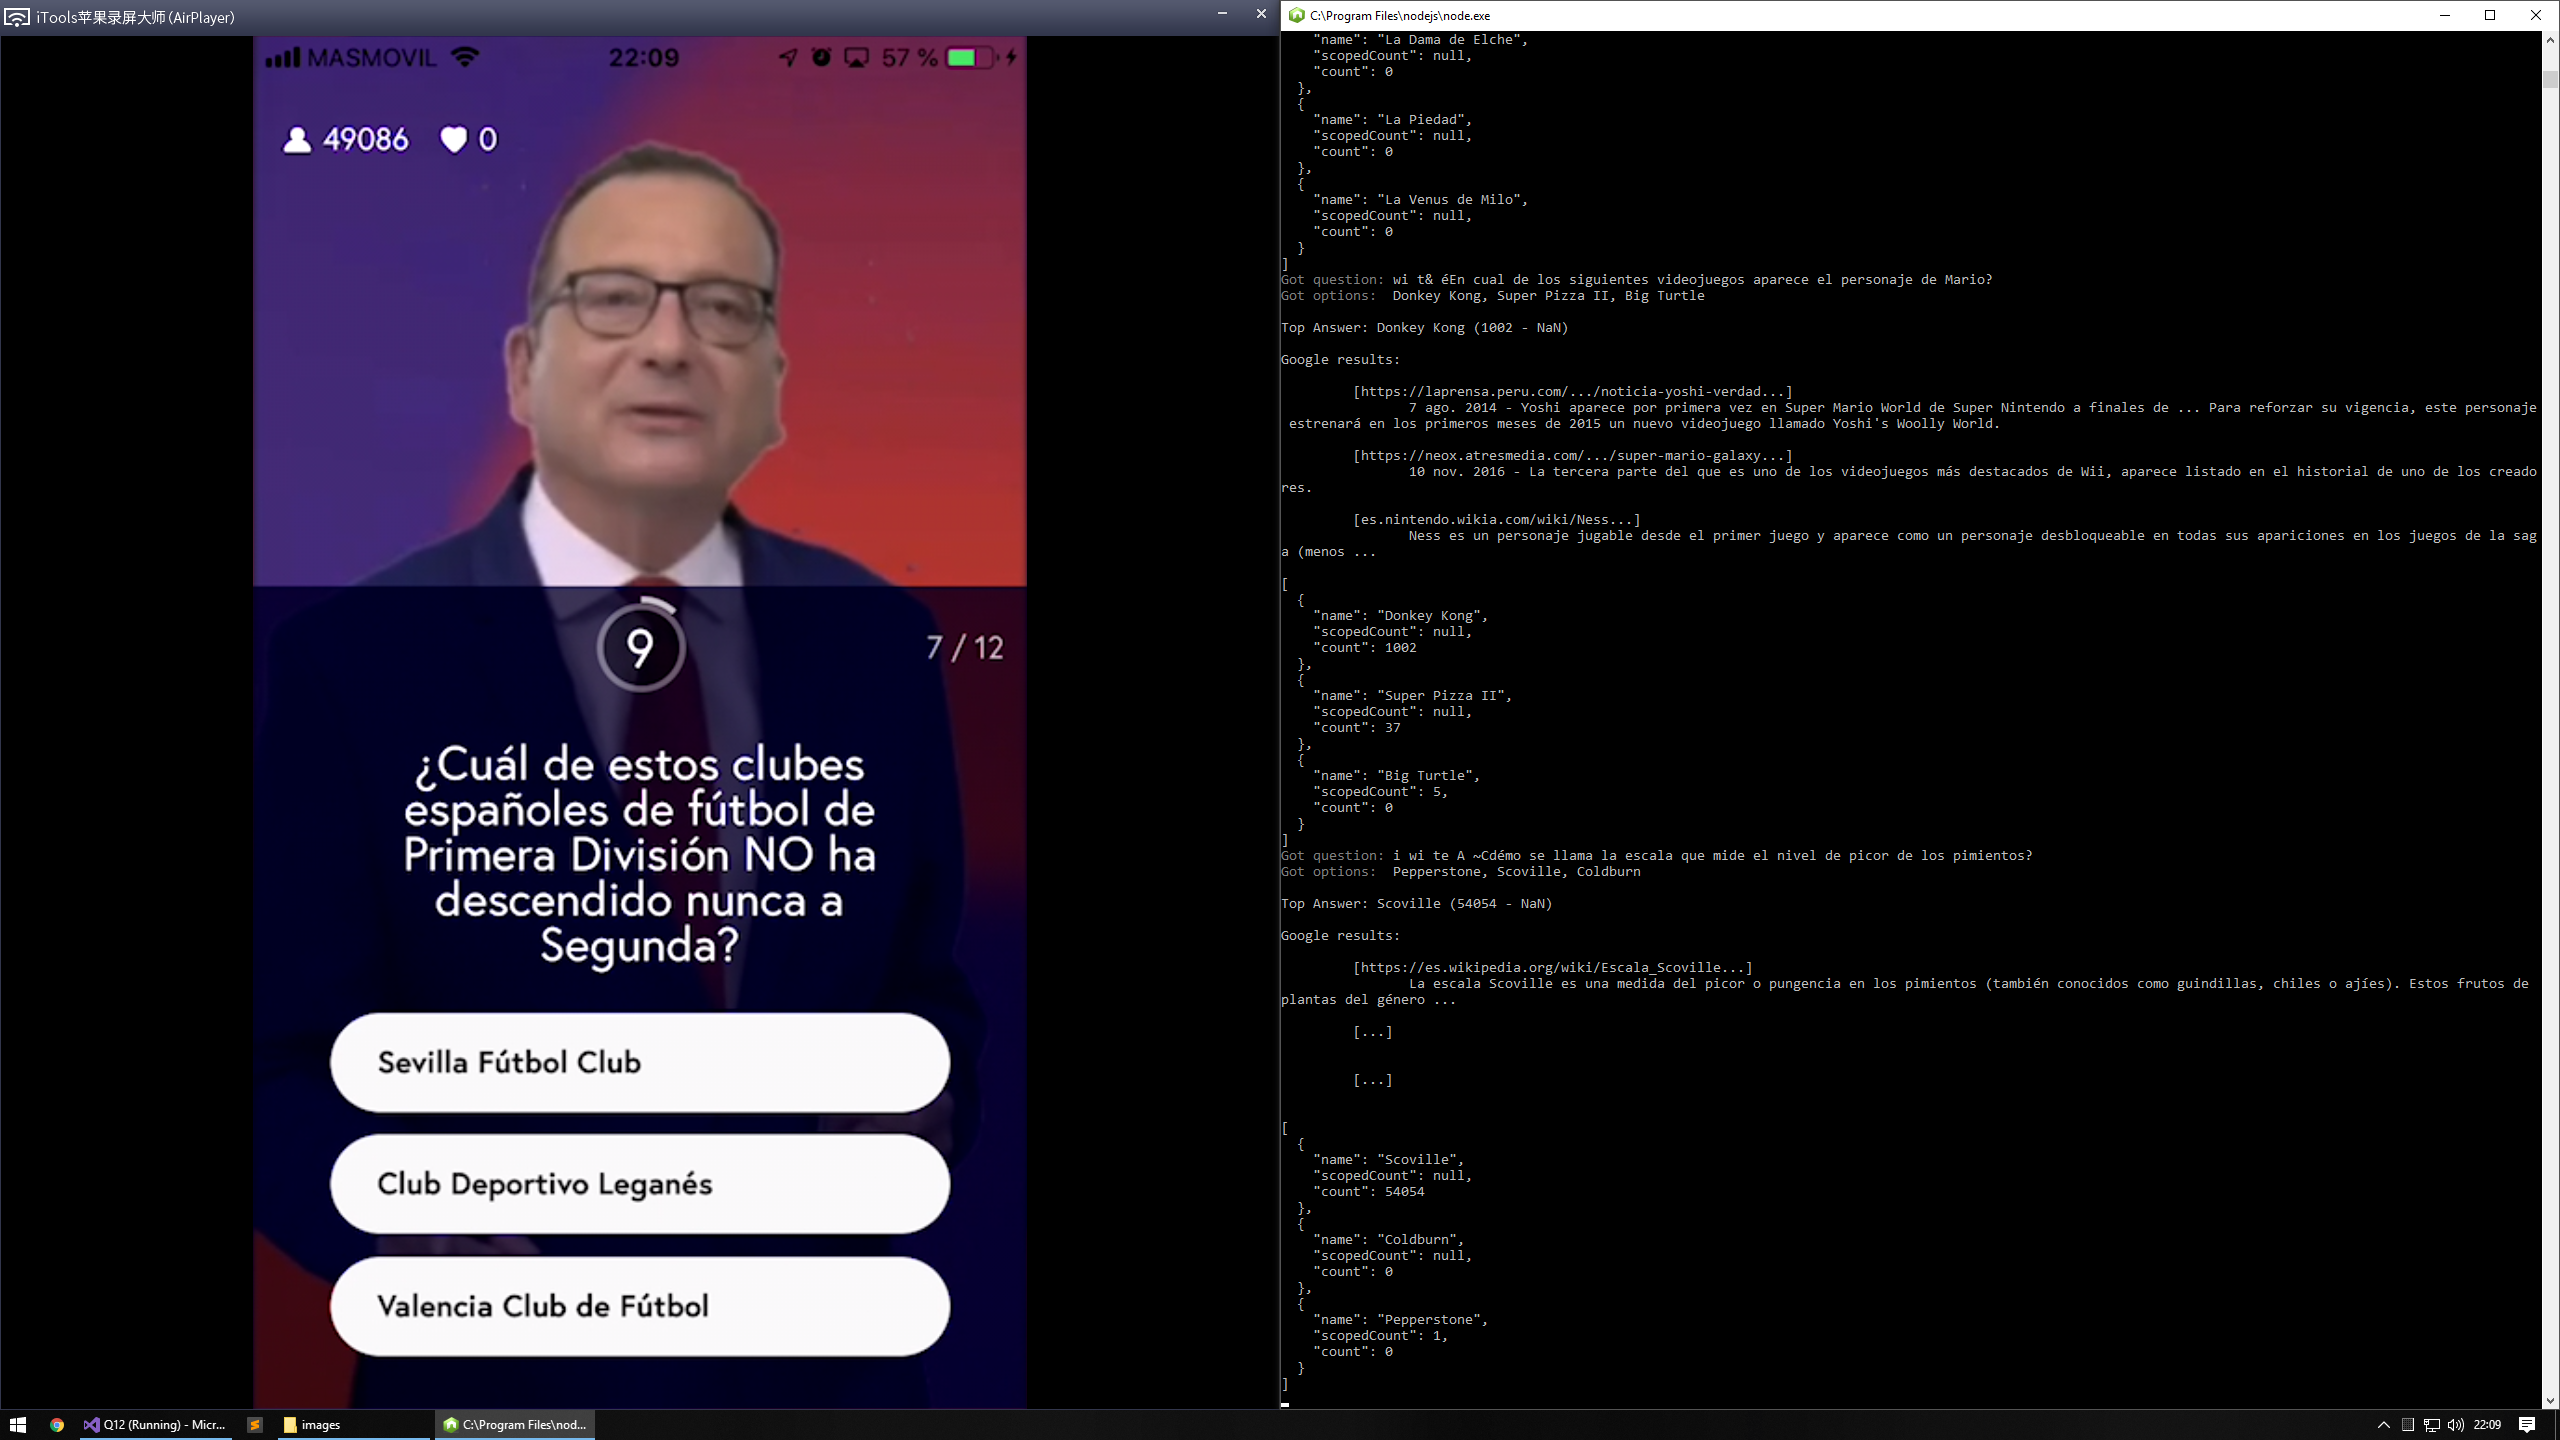 iTools苹果录屏大师(AirPlayer)
MASMOVIL
22:09
57 %
49086
0
9
7 / 12
¿Cuál de estos clubes
españoles de fútbol de
Primera División NO ha
descendido nunca a
Segunda?
Sevilla Fútbol Club
Club Deportivo Leganés
Valencia Club de Fútbol
C:\Program Files\nodejs\node.exe
"name": "La Dama de Elche",
"scopedCount": null,
"count": 0
},
{
"name": "La Piedad",
"scopedCount": null,
"count": 0
},
{
"name": "La Venus de Milo",
"scopedCount": null,
"count": 0
}
]
Got question: wi t& éEn cual de los siguientes videojuegos aparece el personaje de Mario?
Got options:  Donkey Kong, Super Pizza II, Big Turtle
Top Answer: Donkey Kong (1002 - NaN)
Google results:
[https://laprensa.peru.com/.../noticia-yoshi-verdad...]
7 ago. 2014 - Yoshi aparece por primera vez en Super Mario World de Super Nintendo a finales de ... Para reforzar su vigencia, este personaje
estrenará en los primeros meses de 2015 un nuevo videojuego llamado Yoshi's Woolly World.
[https://neox.atresmedia.com/.../super-mario-galaxy...]
10 nov. 2016 - La tercera parte del que es uno de los videojuegos más destacados de Wii, aparece listado en el historial de uno de los creado
res.
[es.nintendo.wikia.com/wiki/Ness...]
Ness es un personaje jugable desde el primer juego y aparece como un personaje desbloqueable en todas sus apariciones en los juegos de la sag
a (menos ...
[
{
"name": "Donkey Kong",
"scopedCount": null,
"count": 1002
},
{
"name": "Super Pizza II",
"scopedCount": null,
"count": 37
},
{
"name": "Big Turtle",
"scopedCount": 5,
"count": 0
}
]
Got question: i wi te A ~Cdémo se llama la escala que mide el nivel de picor de los pimientos?
Got options:  Pepperstone, Scoville, Coldburn
Top Answer: Scoville (54054 - NaN)
Google results:
[https://es.wikipedia.org/wiki/Escala_Scoville...]
La escala Scoville es una medida del picor o pungencia en los pimientos (también conocidos como guindillas, chiles o ajíes). Estos frutos de
plantas del género ...
[...]
[...]
[
{
"name": "Scoville",
"scopedCount": null,
"count": 54054
},
{
"name": "Coldburn",
"scopedCount": null,
"count": 0
},
{
"name": "Pepperstone",
"scopedCount": 1,
"count": 0
}
]
Q12 (Running) - Micr...
images
C:\Program Files\nod...
22:09